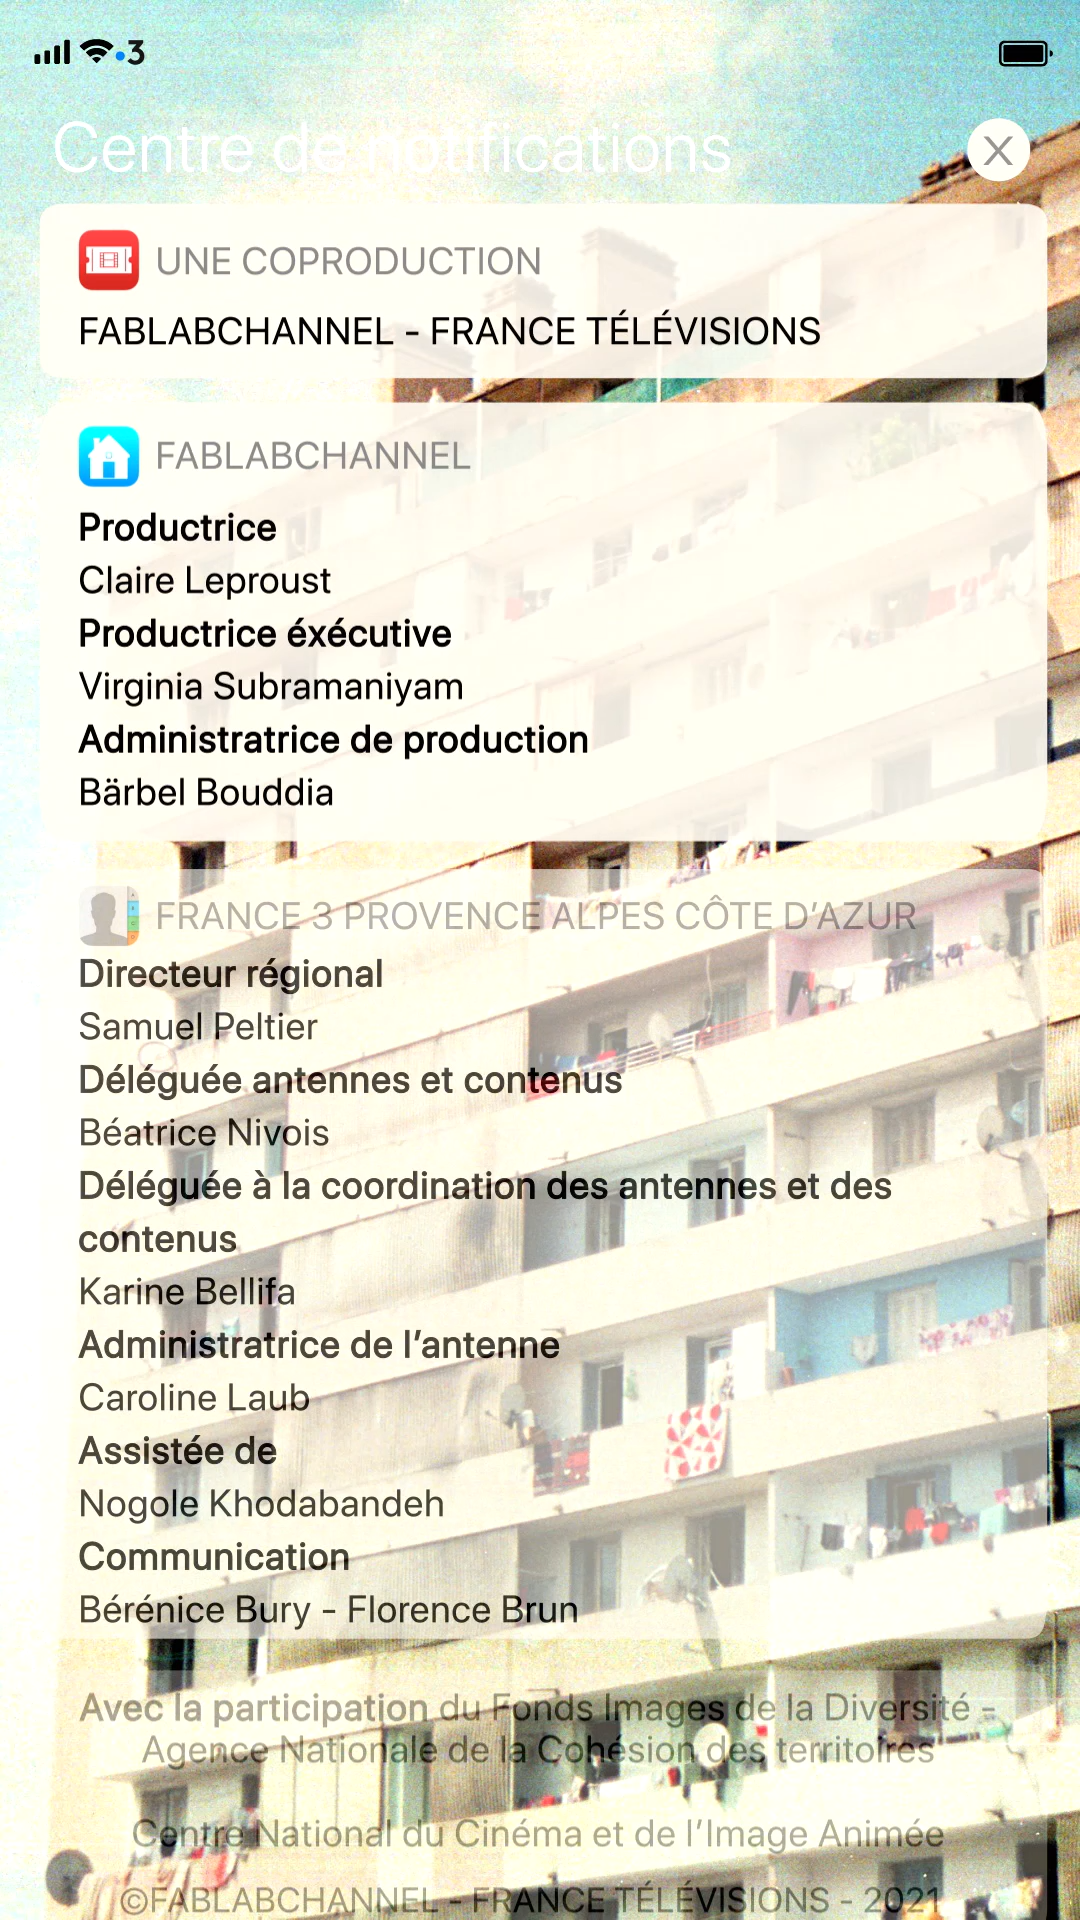 3
Centre de notifications
X
UNE COPRODUCTION
FABLABCHANNEL - FRANCE TÉLÉVISIONS
FABLABCHANNEL
Productrice
Claire Leproust
Productrice éxécutive
Virginia Subramaniyam
Administratrice de production
Bärbel Bouddia
FRANCE 3 PROVENCE ALPES CÔTE D’AZUR
Directeur régional
Samuel Peltier
Déléguée antennes et contenus
Béatrice Nivois
Déléguée à la coordination des antennes et des
contenus
Karine Bellifa
Administratrice de l’antenne
Caroline Laub
Assistée de
Nogole Khodabandeh
Communication
Bérénice Bury - Florence Brun
Avec la participation du Fonds Images de la Diversité -
Agence Nationale de la Cohésion des territoires
Centre National du Cinéma et de l’Image Animée
©FABLABCHANNEL - FRANCE TÉLÉVISIONS - 2021